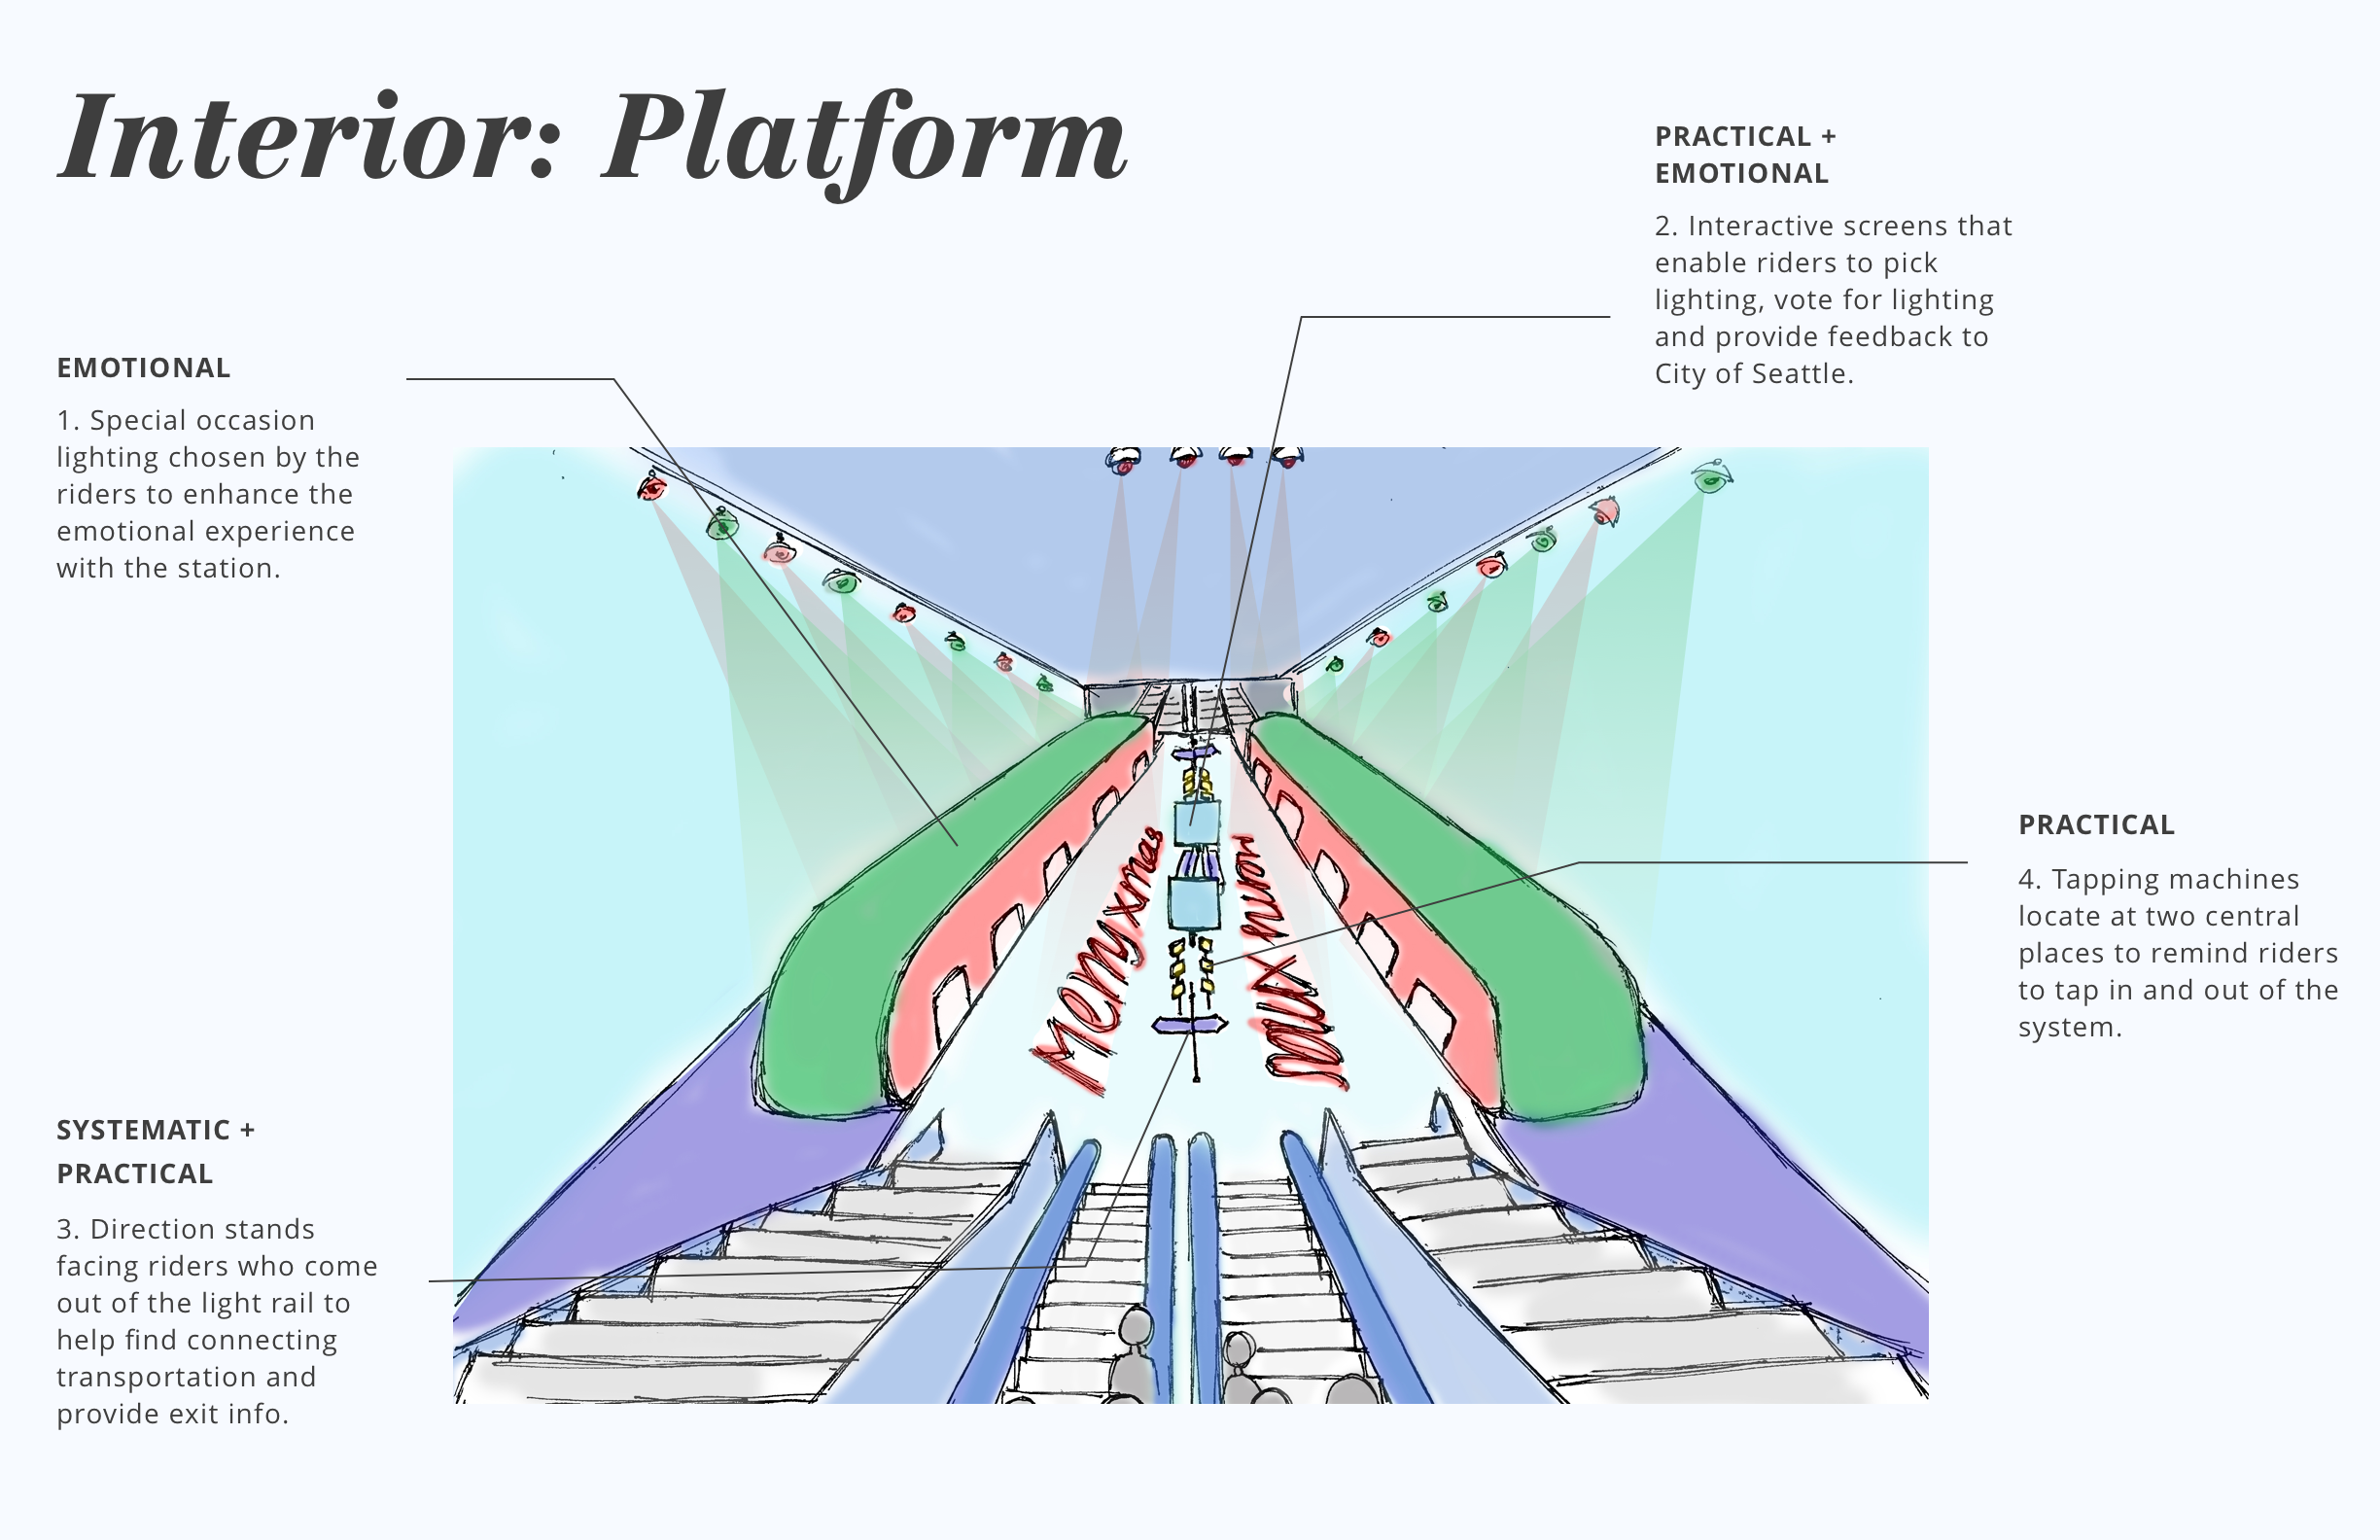 Interior: Platform
PRACTICAL +
EMOTIONAL
2. Interactive screens that
enable riders to pick
lighting, vote for lighting
and provide feedback to
City of Seattle.
EMOTIONAL
1. Special occasion
lighting chosen by the
riders to enhance the
emotional experience
with the station.
Merry xmas
merry xmas
PRACTICAL
4. Tapping machines
locate at two central
places to remind riders
to tap in and out of the
system.
SYSTEMATIC +
PRACTICAL
3. Direction stands
facing riders who come
out of the light rail to
help find connecting
transportation and
provide exit info.